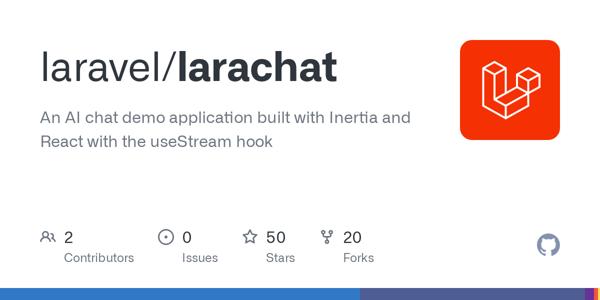 laravel/larachat
An AI chat demo application built with Inertia and
React with the useStream hook
2 0 50 20
Contributors Issues Stars Forks